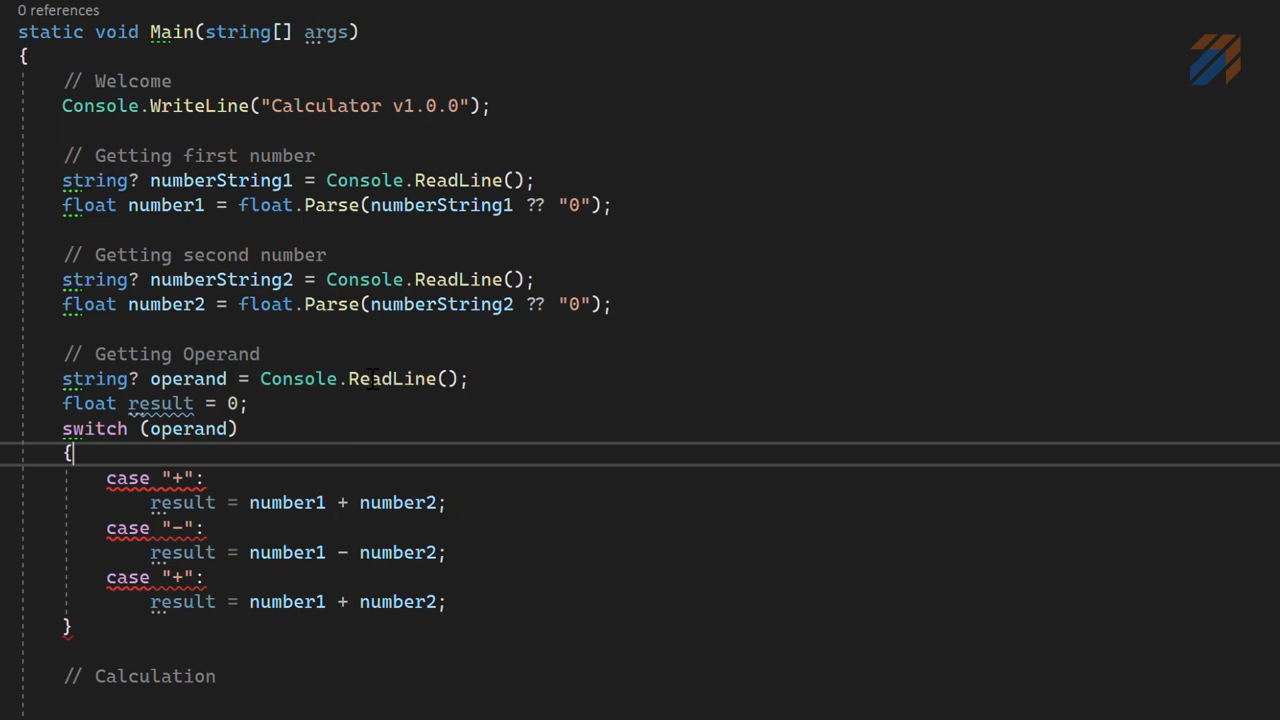 0 references
static void Main(string[] args)
{
// Welcome
Console.WriteLine("Calculator v1.0.0");
// Getting first number
string? numberString1 = Console.ReadLine();
float number1 = float.Parse(numberString1 ?? "0");
// Getting second number
string? numberString2 = Console.ReadLine();
float number2 = float.Parse(numberString2 ?? "0");
// Getting Operand
string? operand = Console.ReadLine();
float result = 0;
switch (operand)
{
case "+":
result = number1 + number2;
case "-":
result = number1 - number2;
case "+":
result = number1 + number2;
}
// Calculation